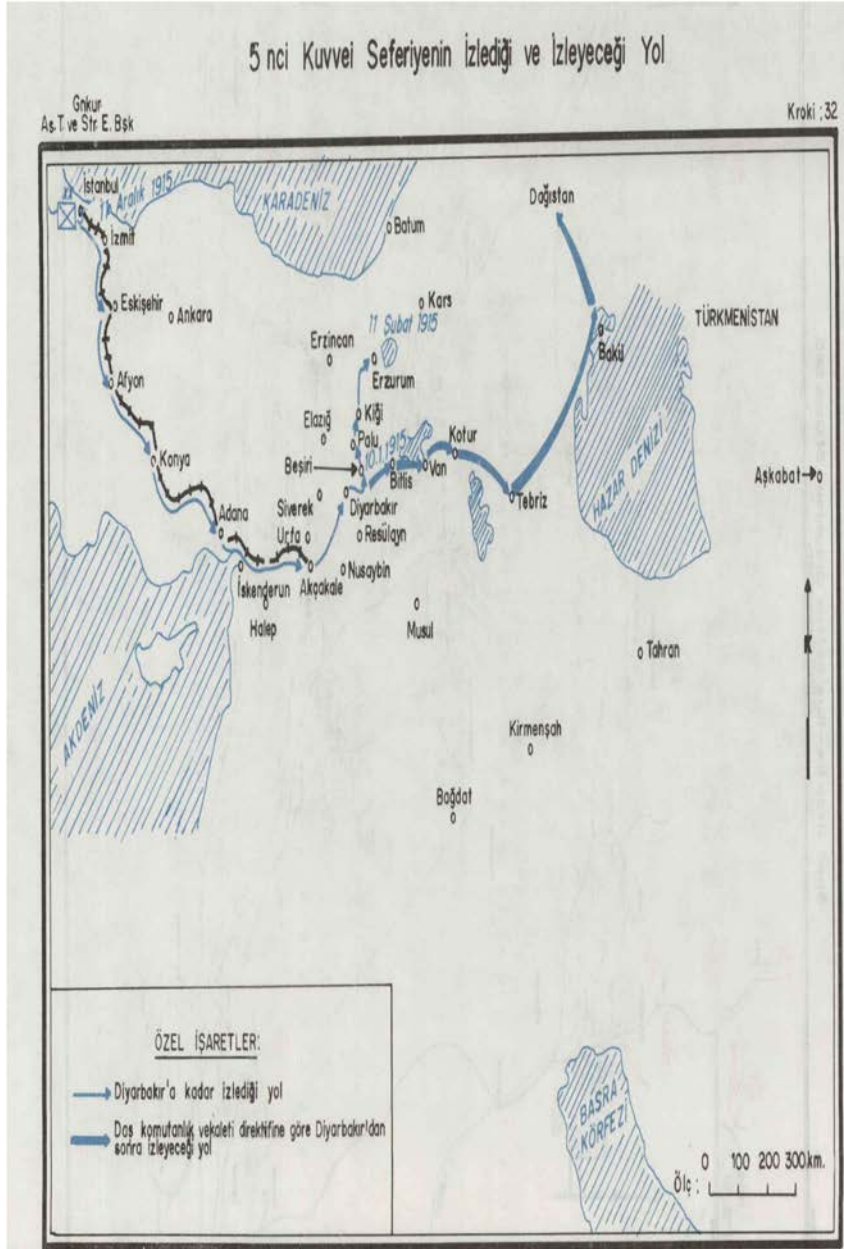 5 nci Kuvvei Seferiyenin İzlediği ve İzleyeceği Yol
Gnkur
As.T. ve Str. E. Bşk
Kroki ; 32
xx
5
İstanbul
11 Aralık 1915
İzmit
KARADENİZ
Batum
Dağıstan
Eskişehir
Ankara
Kars
11 Şubat 1915
TÜRKMENİSTAN
Bakü
Erzincan
Erzurum
Afyon
Kiği
Elazığ
Palu
Konya
Beşiri
10.1.1915
Bitlis
Van
Kotur
Tebriz
HAZAR DENİZİ
Aşkabat
Siverek
Diyarbakır
Adana
Urfa
Resülayn
İskenderun
Akçakale
Nusaybin
Halep
Musul
K
Tahran
AKDENİZ
Kirmenşah
Bağdat
ÖZEL İŞARETLER:
Diyarbakır'a kadar izlediği yol
Daş komutanlık vekaleti direktifine göre Diyarbakır'dan
sonra izleyeceği yol
BASRA
KÖRFEZİ
0 100 200 300 km.
Ölç :